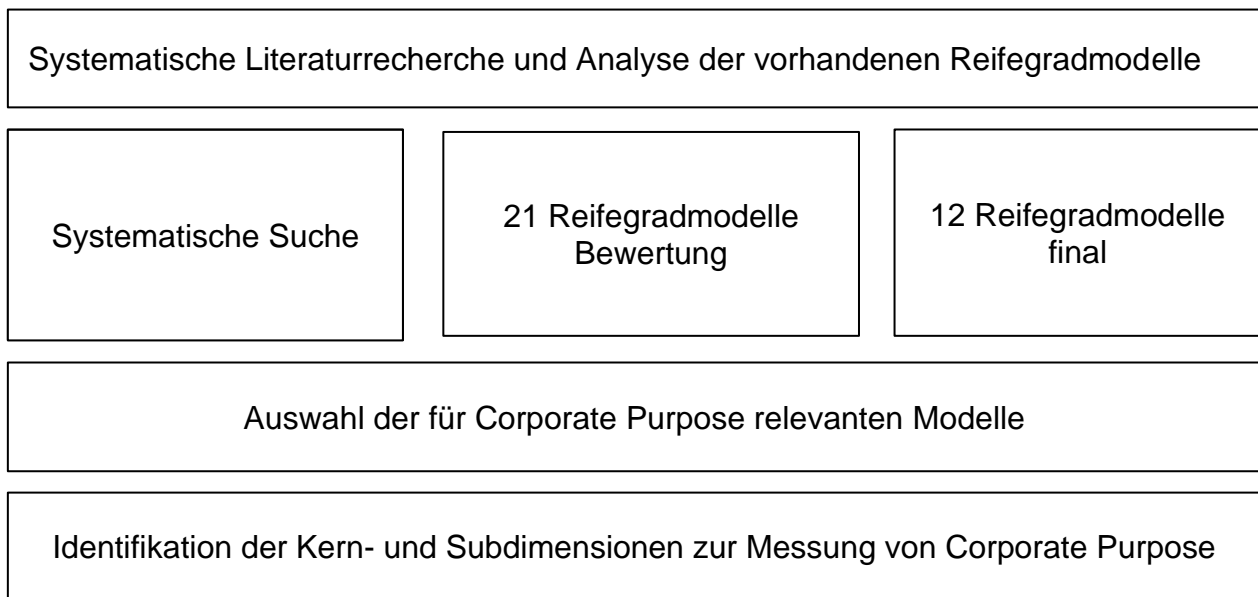 Systematische Literaturrecherche und Analyse der vorhandenen Reifegradmodelle
Systematische Suche
21 Reifegradmodelle
Bewertung
12 Reifegradmodelle
final
Auswahl der für Corporate Purpose relevanten Modelle
Identifikation der Kern- und Subdimensionen zur Messung von Corporate Purpose